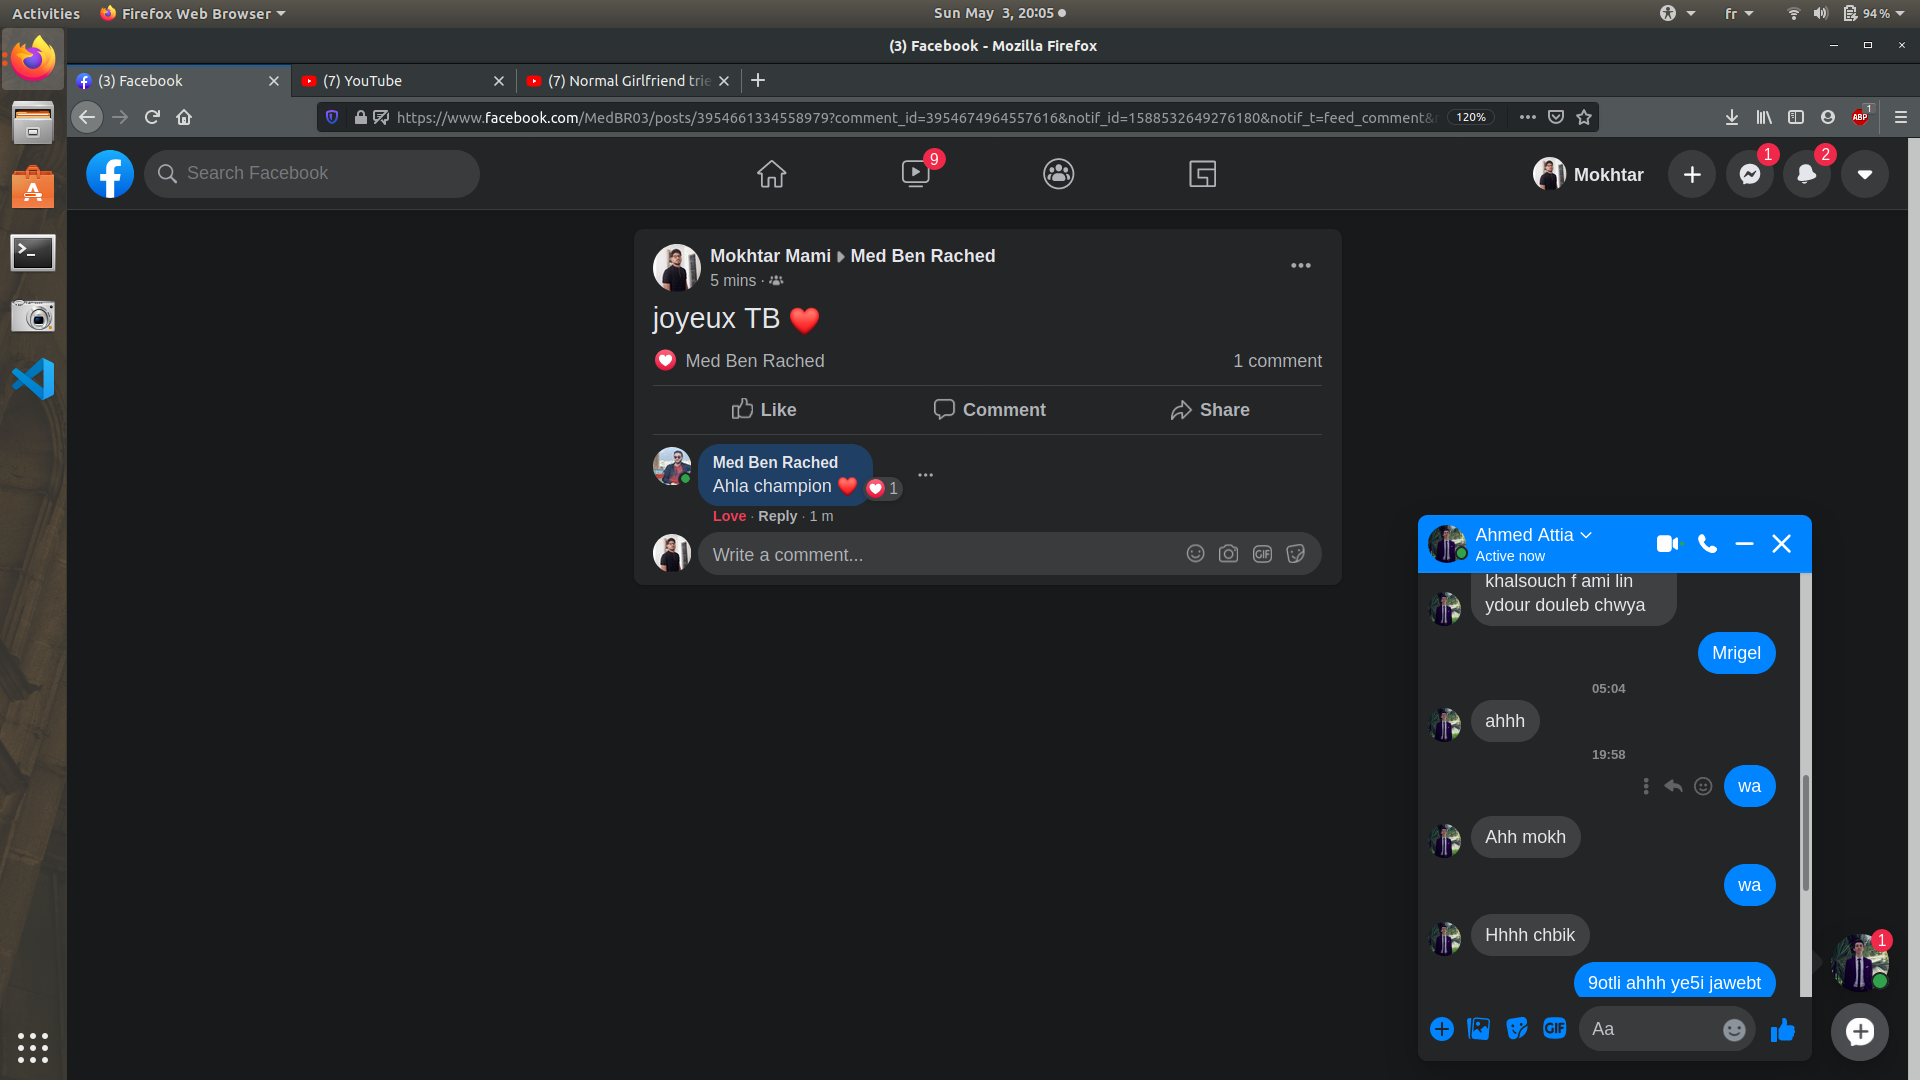 Activities
Firefox Web Browser
Sun May 3, 20:05
fr
94%
(3) Facebook - Mozilla Firefox
(3) Facebook
(7) YouTube
(7) Normal Girlfriend trie
https://www.facebook.com/MedBR03/posts/3954661334558979?comment_id=3954674964557616&notif_id=1588532649276180&notif_t=feed_comment&
120%
ABP
1
Search Facebook
9
Mokhtar
1
2
Mokhtar Mami Med Ben Rached
5 mins ·
joyeux TB ❤️
Med Ben Rached
1 comment
Like
Comment
Share
Med Ben Rached
Ahla champion ❤️
1
Love · Reply · 1 m
Write a comment...
GIF
Ahmed Attia
Active now
khalsouch f ami lin
ydour douleb chwya
Mrigel
05:04
ahhh
19:58
wa
Ahh mokh
wa
Hhhh chbik
9otli ahhh ye5i jawebt
GIF
Aa
1